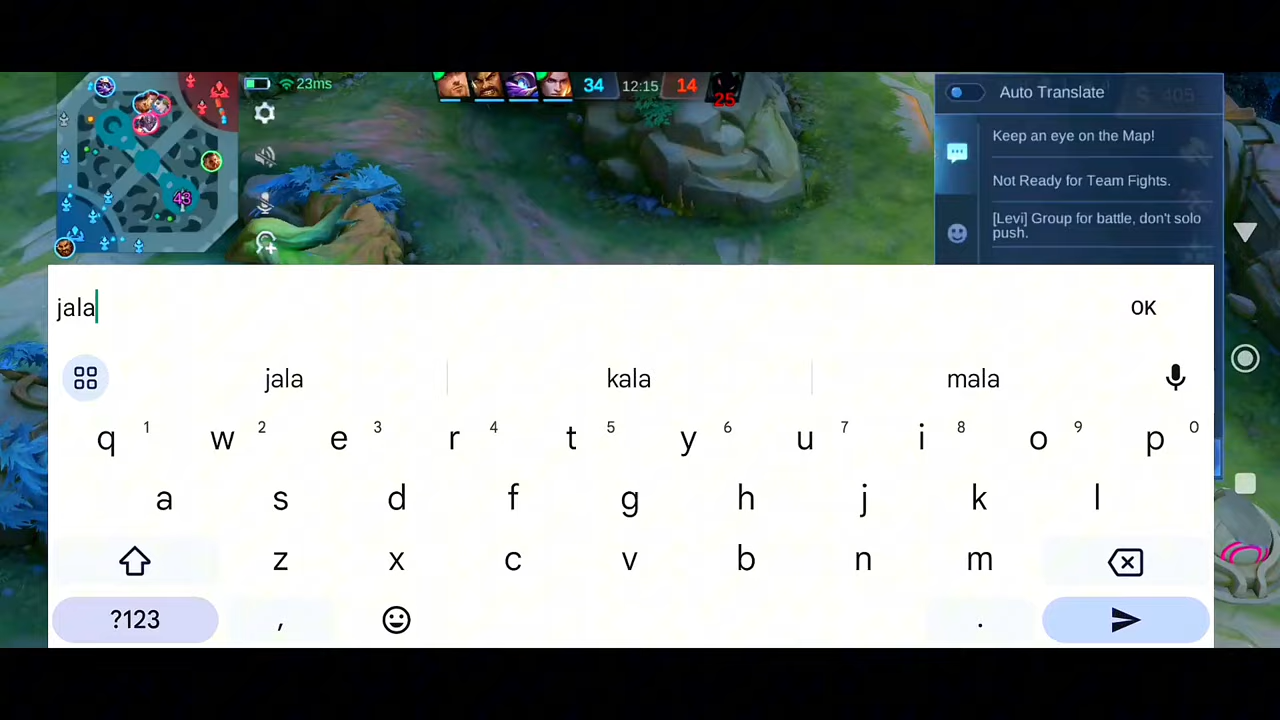 23ms
34 12:15 14
25
43
Auto Translate
Keep an eye on the Map!
Not Ready for Team Fights.
[Levi] Group for battle, don't solo
push.
jala
OK
jala kala mala
q 1 w 2 e 3 r 4 t 5 y 6 u 7 i 8 o 9 p 0
a s d f g h j k l
z x c v b n m
?123 , .